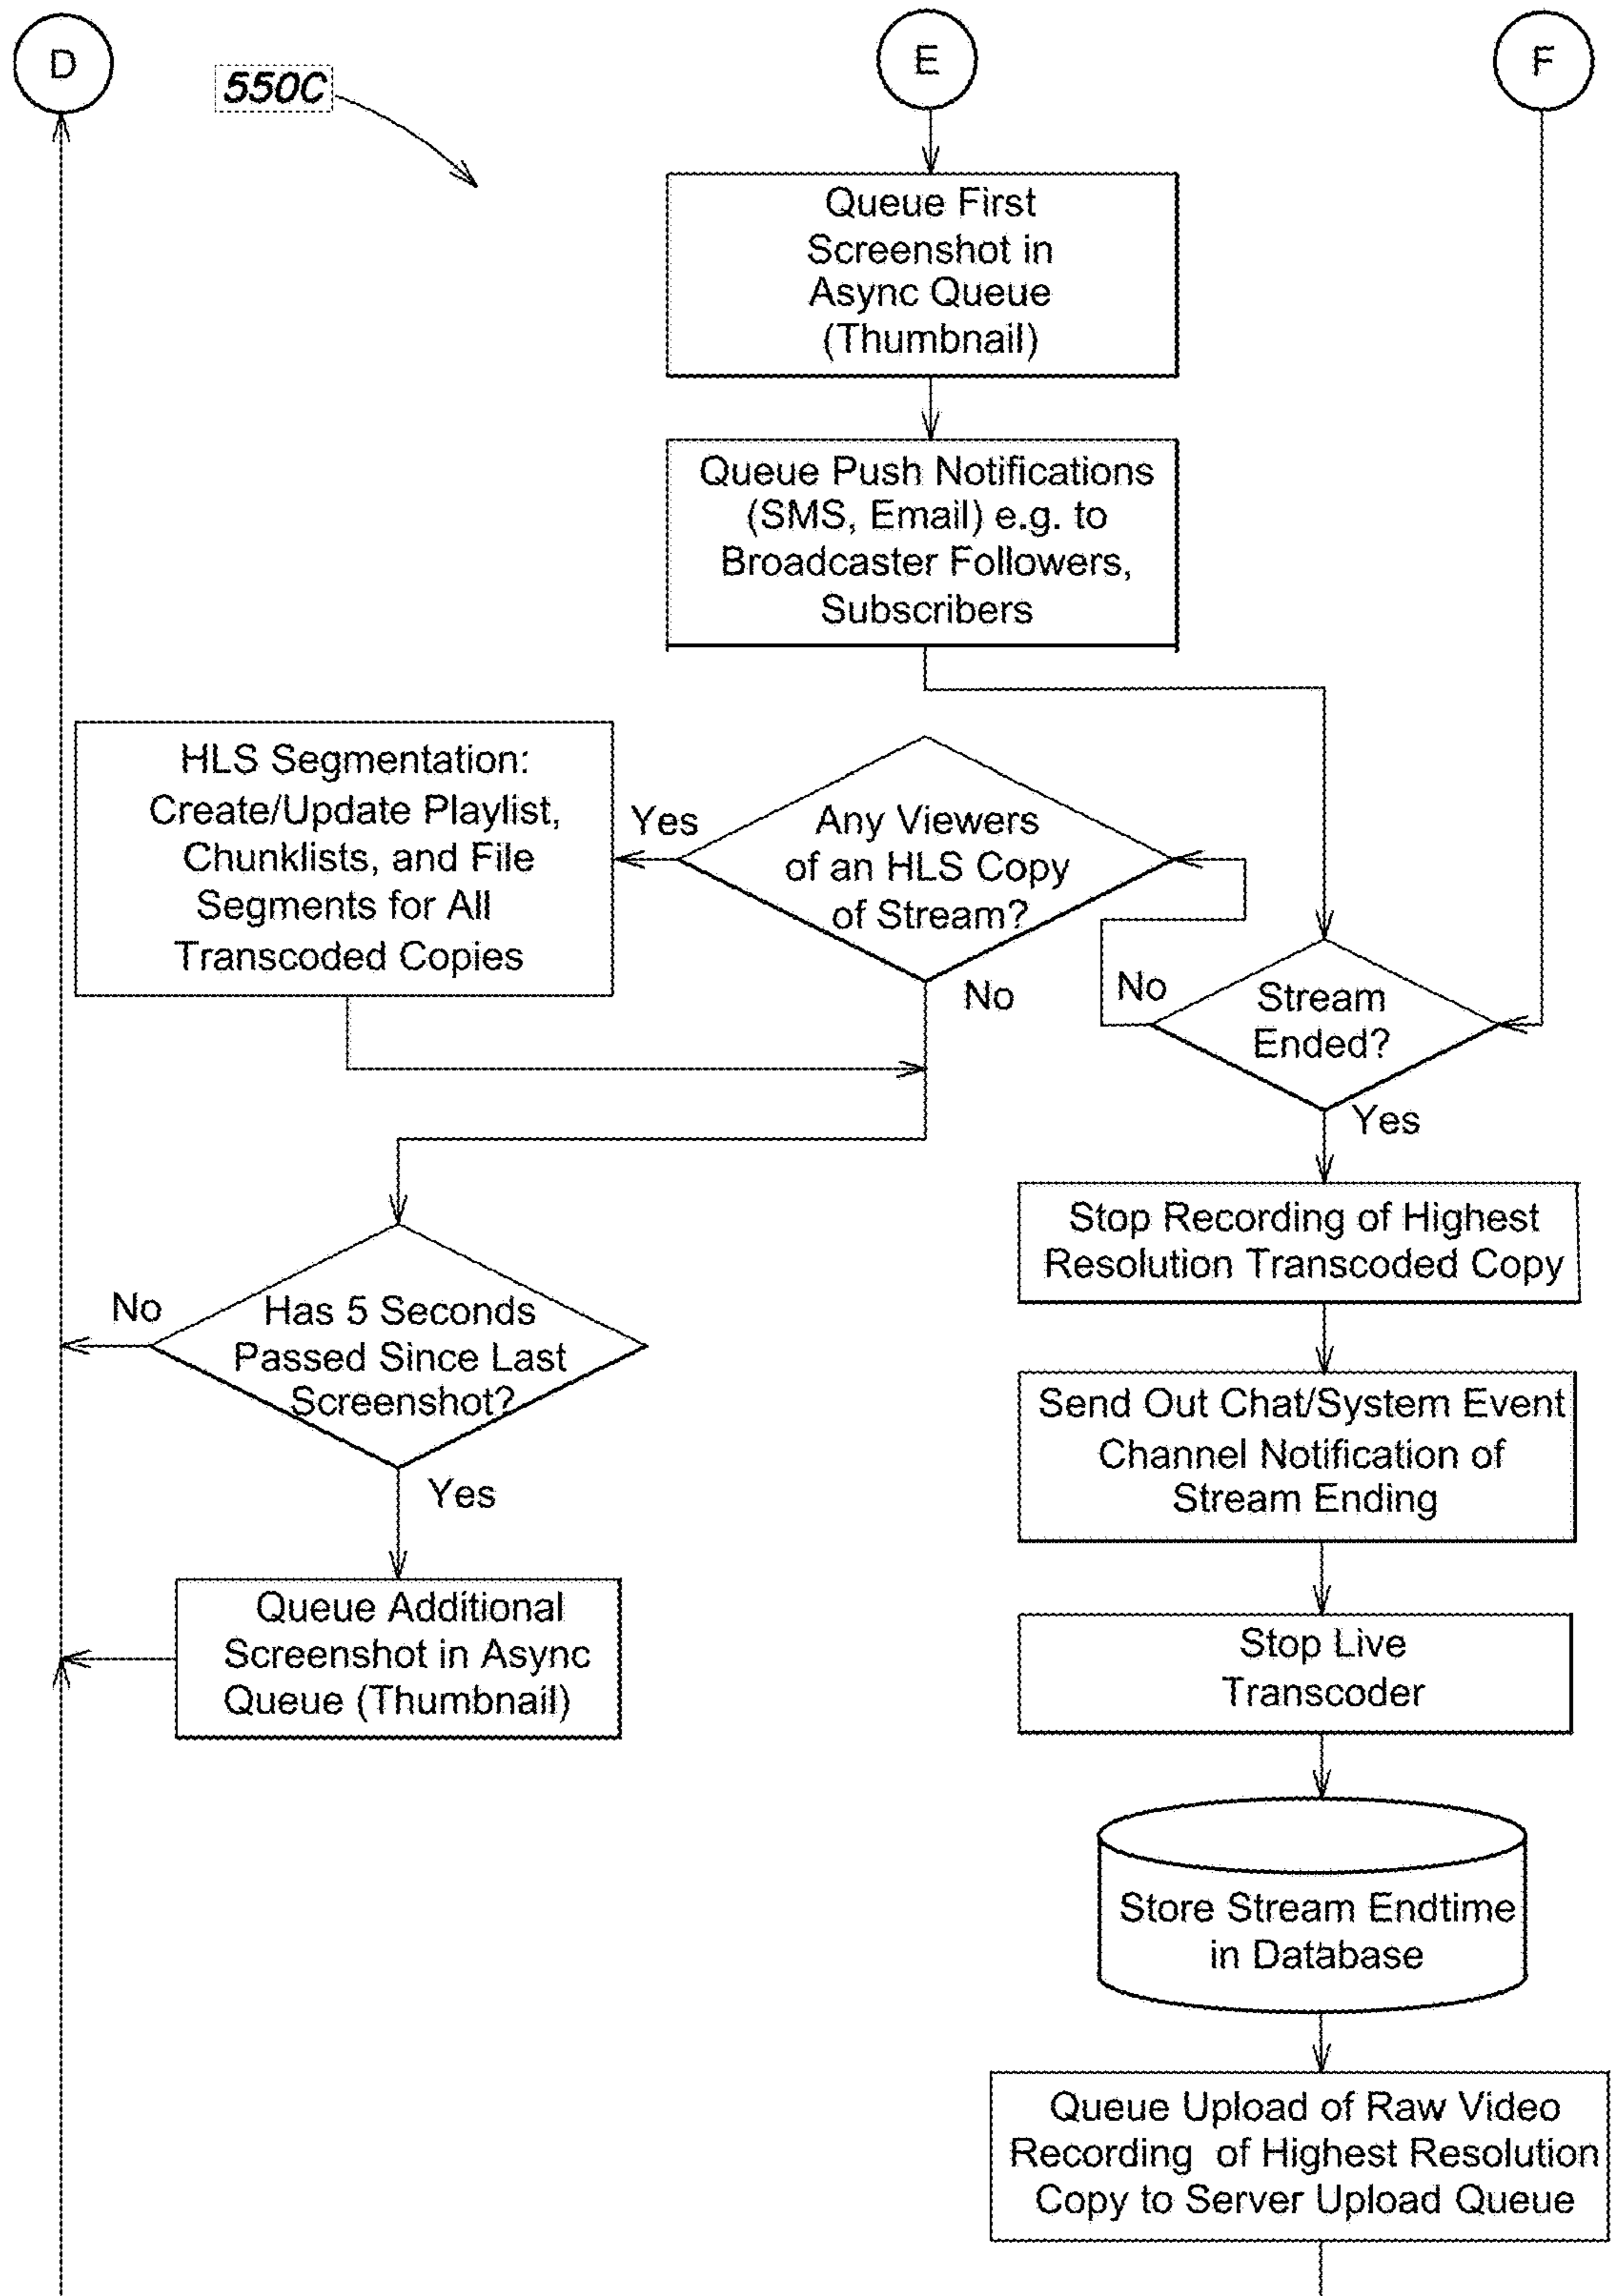 D
E
F
550C
Queue First
Screenshot in
Async Queue
(Thumbnail)
Queue Push Notifications
(SMS, Email) e.g. to
Broadcaster Followers,
Subscribers
HLS Segmentation:
Create/Update Playlist,
Chunklists, and File
Segments for All
Transcoded Copies
Yes
Any Viewers
of an HLS Copy
of Stream?
No
No
Stream
Ended?
Yes
Stop Recording of Highest
Resolution Transcoded Copy
No
Has 5 Seconds
Passed Since Last
Screenshot?
Yes
Send Out Chat/System Event
Channel Notification of
Stream Ending
Queue Additional
Screenshot in Async
Queue (Thumbnail)
Stop Live
Transcoder
Store Stream Endtime
in Database
Queue Upload of Raw Video
Recording of Highest Resolution
Copy to Server Upload Queue